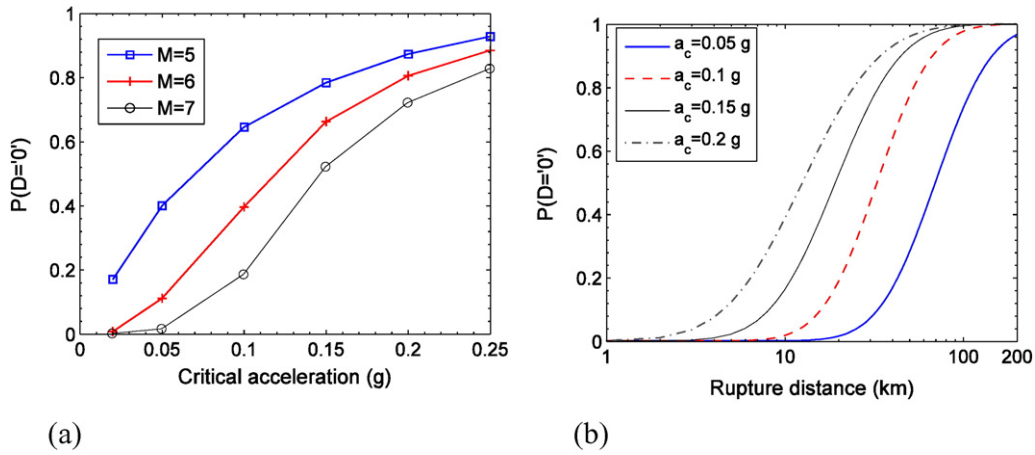 1
0.8
0.6
0.4
0.2
0
P(D='0')
M=5
M=6
M=7
0
0.05
0.1
0.15
0.2
0.25
Critical acceleration (g)
(a)
1
0.8
0.6
0.4
0.2
0
P(D='0')
a_c=0.05 g
a_c=0.1 g
a_c=0.15 g
a_c=0.2 g
1
10
100
200
Rupture distance (km)
(b)